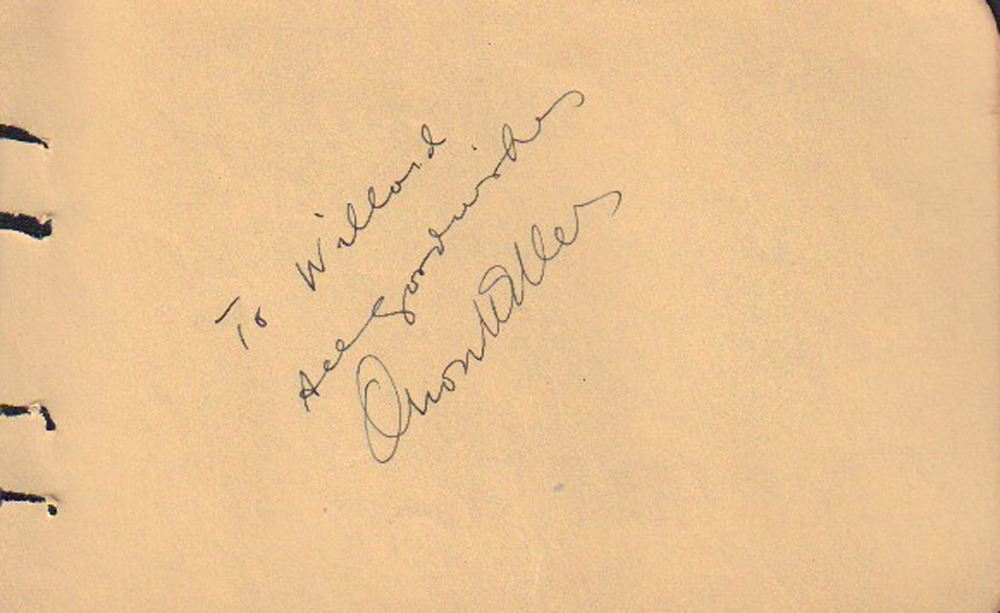 To Willard
All good wishes
Orson Welles